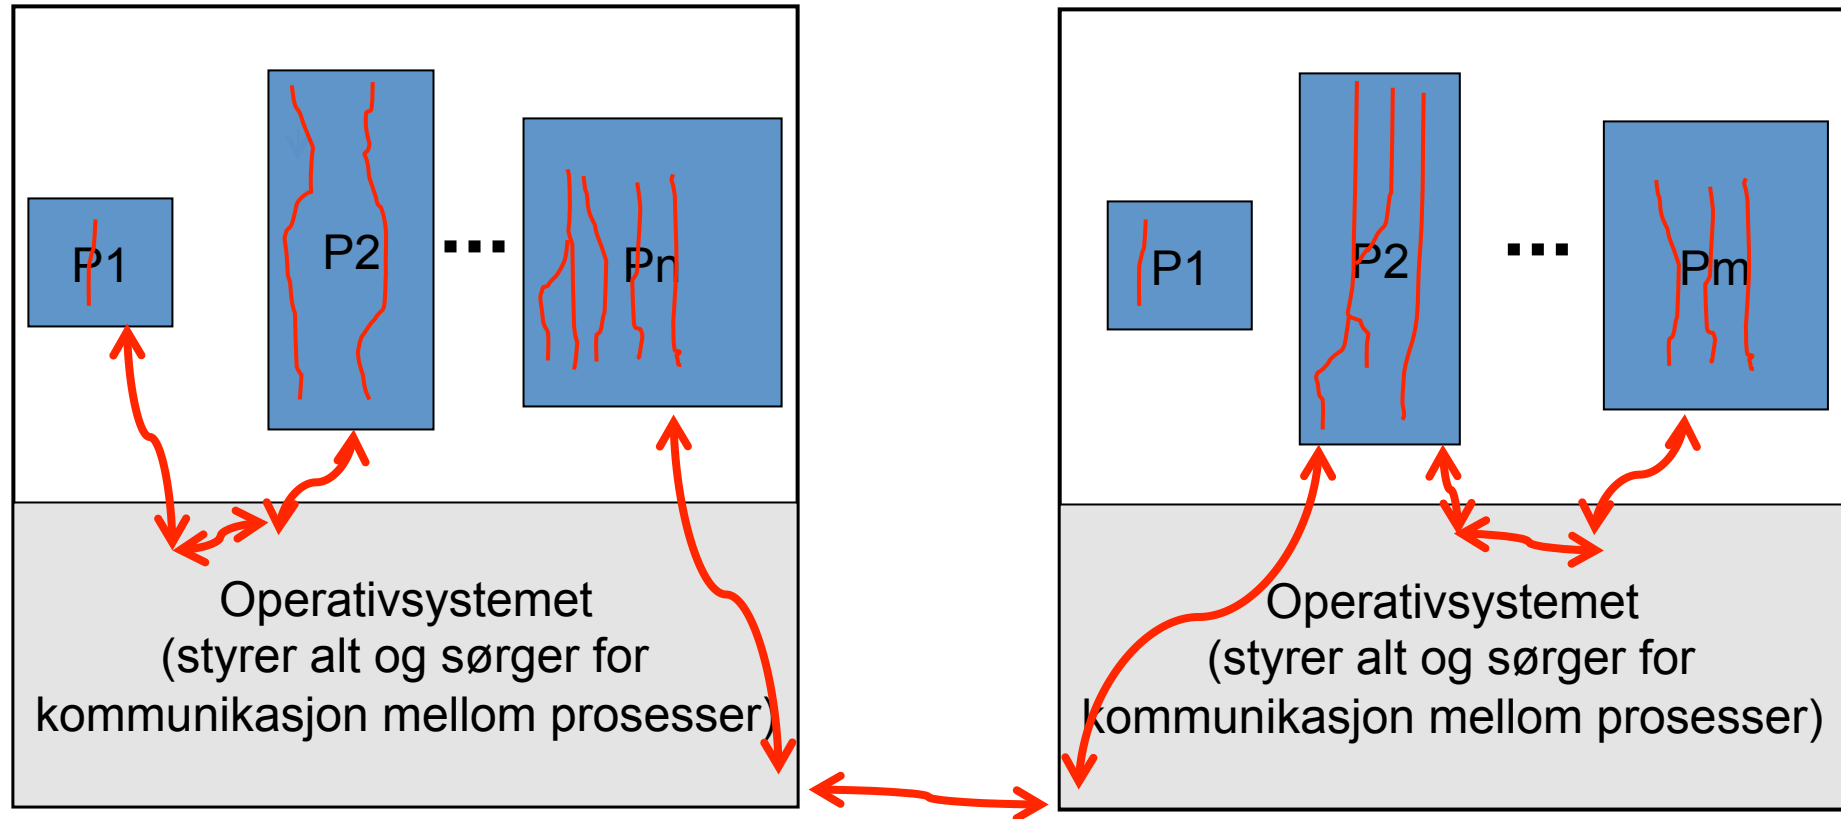 P1
P2
...
Pn
Operativsystemet
(styrer alt og sørger for
kommunikasjon mellom prosesser)
P1
P2
...
Pm
Operativsystemet
(styrer alt og sørger for
kommunikasjon mellom prosesser)